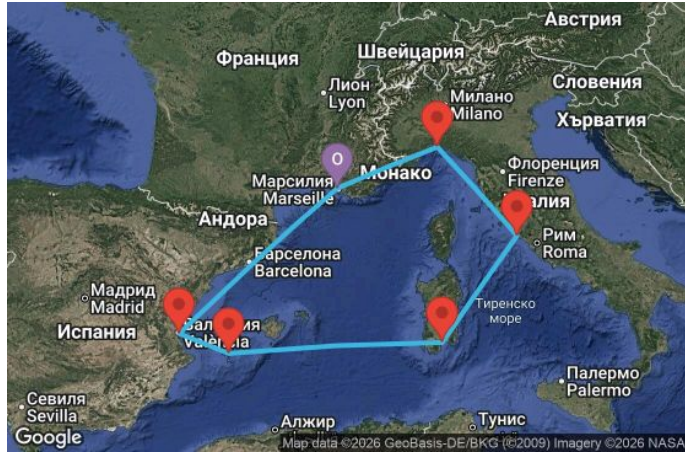 Австрия
Франция
Швейцария
Лион
Lyon
Милано
Milano
Словения
Хърватия
O
Марсилия
Marseille
Монако
Флоренция
Firenze
Андора
Барселона
Barcelona
Рим
Roma
Мадрид
Madrid
Испания
València
Тиренско
море
Севиля
Sevilla
Палермо
Palermo
Алжир
Тунис
Google
Map data ©2026 GeoBasis-DE/BKG (©2009) Imagery ©2026 NASA